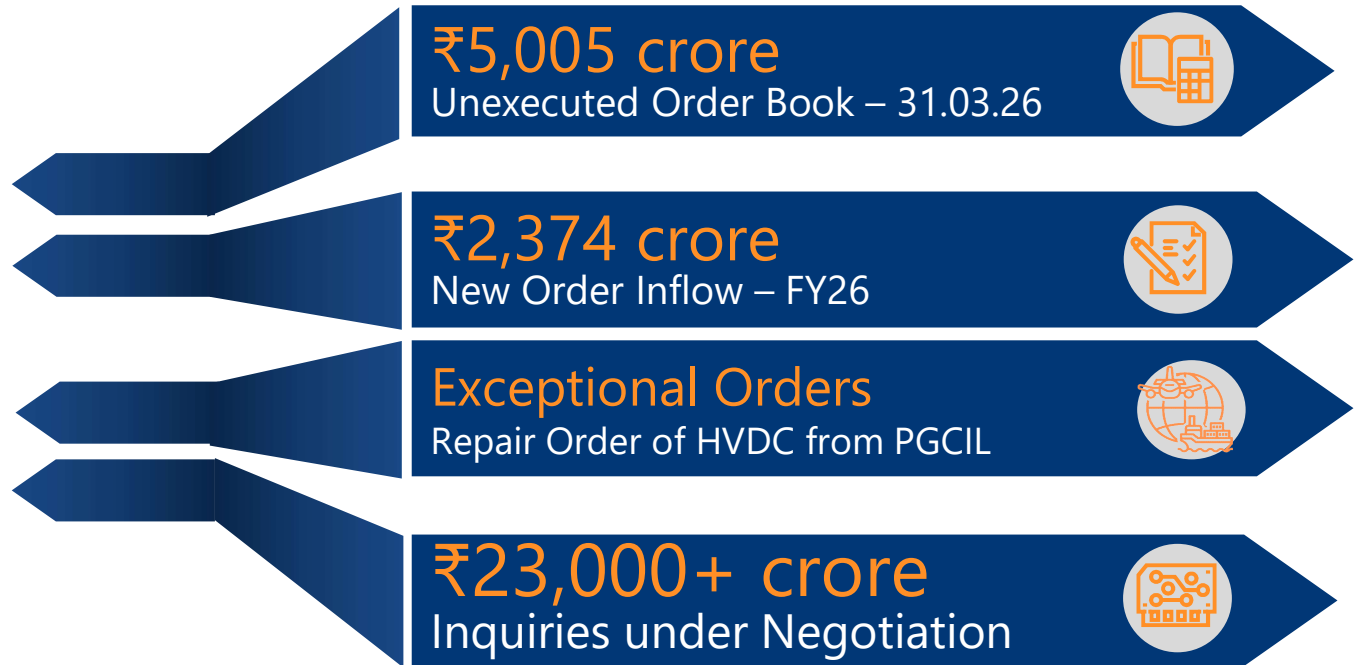 ₹5,005 crore
Unexecuted Order Book – 31.03.26
₹2,374 crore
New Order Inflow – FY26
Exceptional Orders
Repair Order of HVDC from PGCIL
₹23,000+ crore
Inquiries under Negotiation